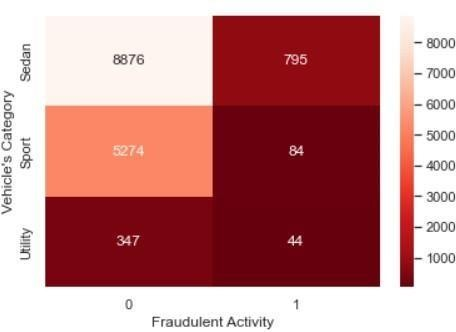 Vehicle's Category
Sedan
8876 795
Sport
5274 84
Utility
347 44
0 1
Fraudulent Activity
8000
7000
6000
5000
4000
3000
2000
1000